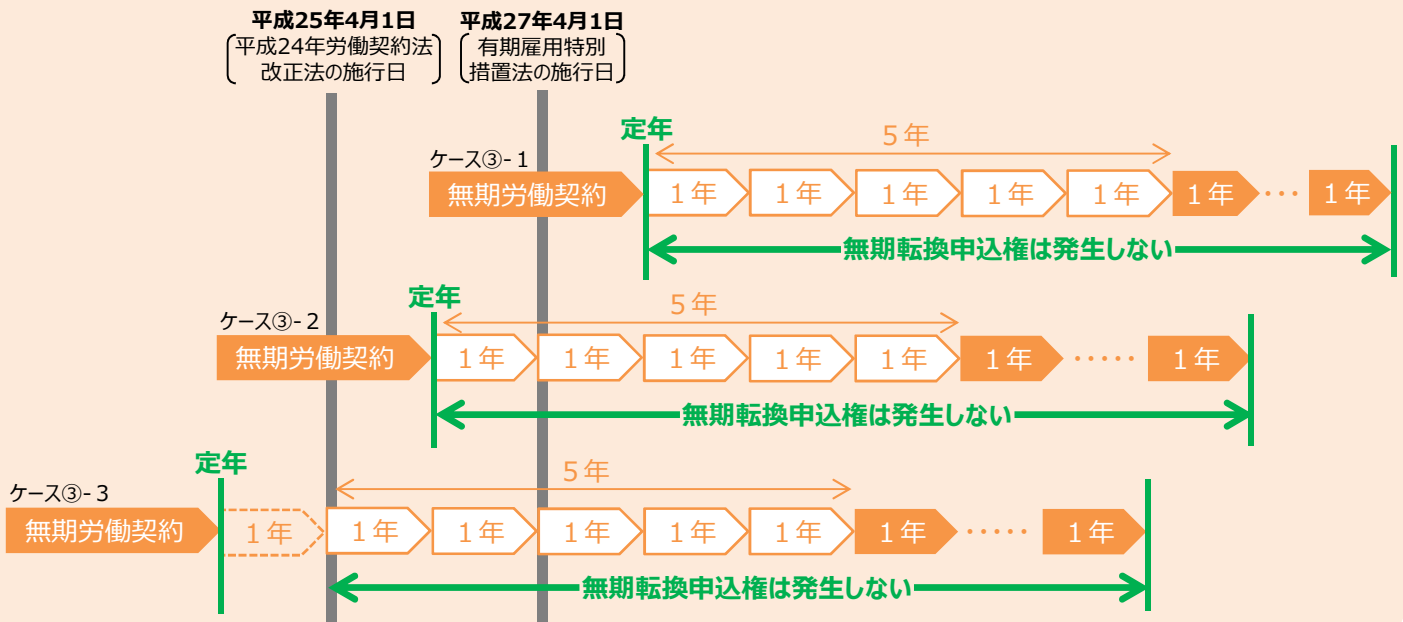 平成25年4月1日
平成24年労働契約法
改正法の施行日
平成27年4月1日
有期雇用特別
措置法の施行日
定年
5年
ケース③-1
無期労働契約
1年
1年
1年
1年
1年
1年
‥‥
1年
無期転換申込権は発生しない
定年
5年
ケース③-2
無期労働契約
1年
1年
1年
1年
1年
1年
‥‥‥
1年
無期転換申込権は発生しない
定年
5年
ケース③-3
無期労働契約
1年
1年
1年
1年
1年
1年
1年
‥‥‥
1年
無期転換申込権は発生しない